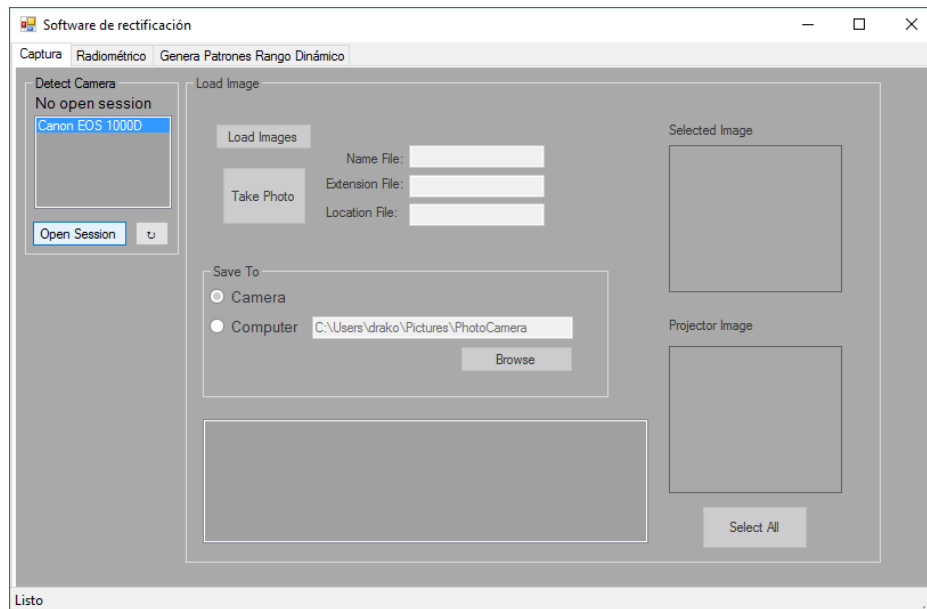 Software de rectificación
Captura Radiométrico Genera Patrones Rango Dinámico
Detect Camera
No open session
Canon EOS 1000D
Open Session ↻
Load Image
Load Images
Take Photo
Name File:
Extension File:
Location File:
Save To
Camera
Computer C:\Users\drako\Pictures\PhotoCamera
Browse
Selected Image
Projector Image
Select All
Listo